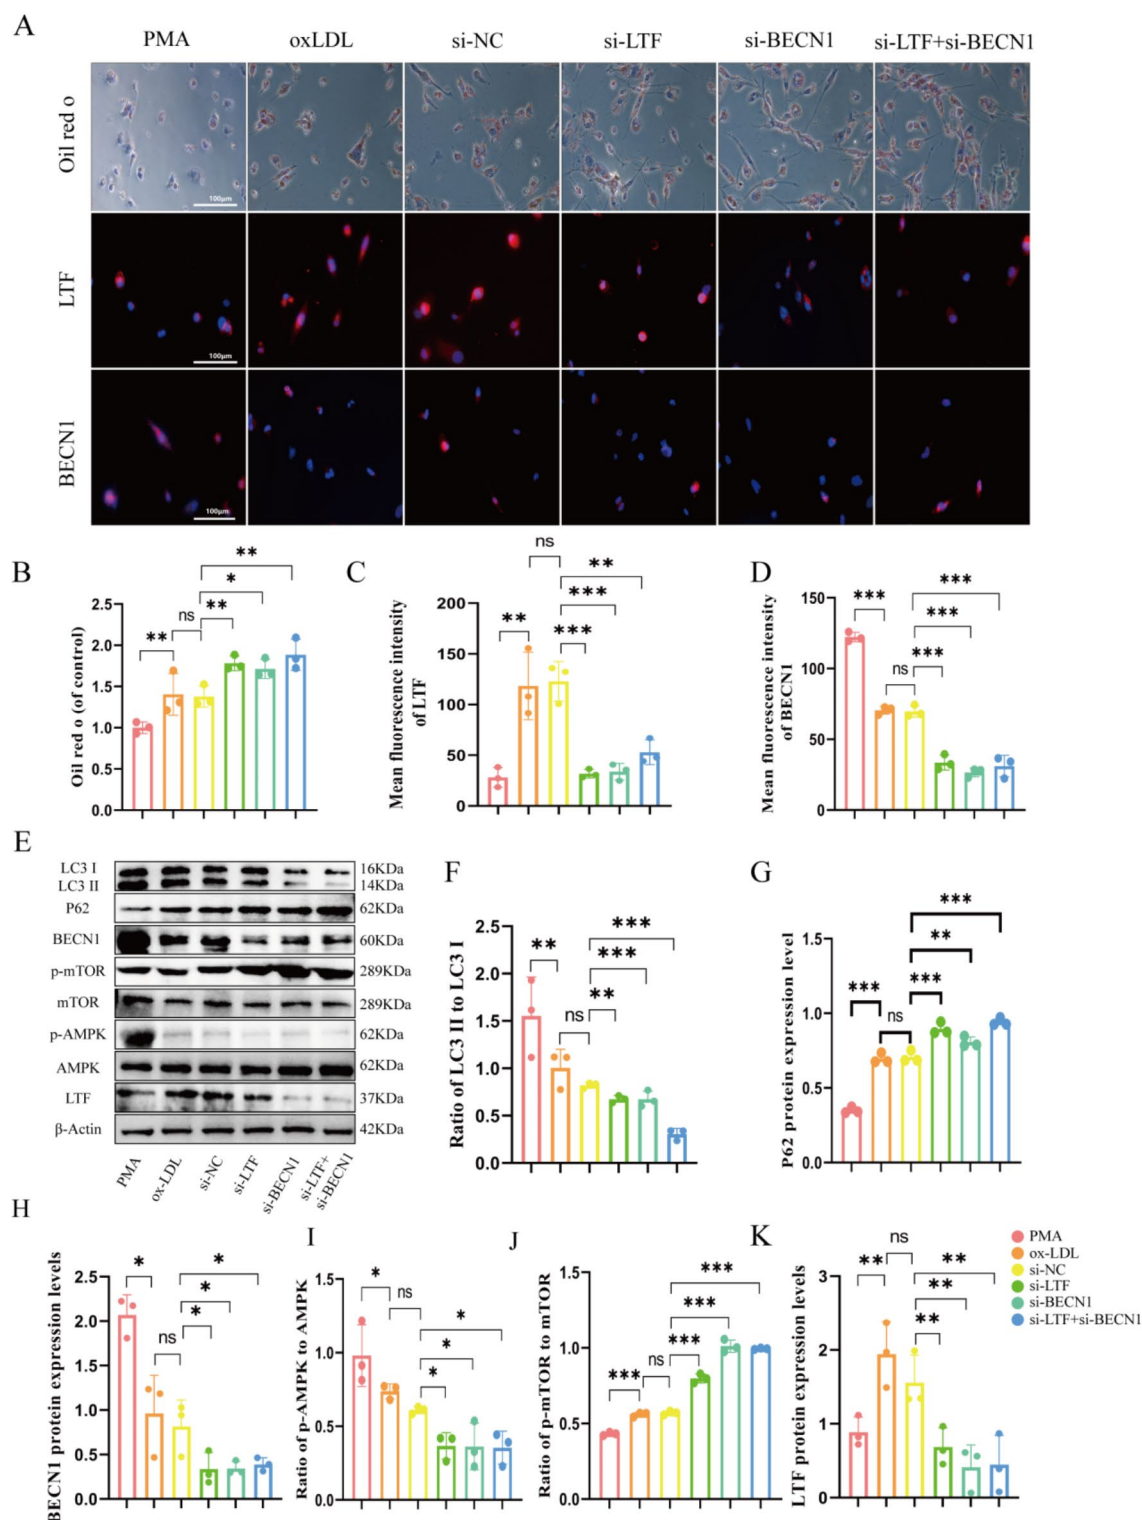 A
PMA
oxLDL
si-NC
si-LTF
si-BECN1
si-LTF+si-BECN1
Oil red o
100μm
LTF
100μm
BECN1
100μm
B
Oil red o (of control)
2.5
2.0
1.5
1.0
0.5
0.0
**
ns
**
*
**
C
Mean fluorescence intensity
of LTF
200
150
100
50
0
**
ns
***
***
**
D
Mean fluorescence intensity
of BECN1
150
100
50
0
***
ns
***
***
***
E
LC3 I
16KDa
LC3 II
14KDa
P62
62KDa
BECN1
60KDa
p-mTOR
289KDa
mTOR
289KDa
p-AMPK
62KDa
AMPK
62KDa
LTF
37KDa
β-Actin
42KDa
PMA
ox-LDL
si-NC
si-LTF
si-BECN1
si-LTF+
si-BECN1
F
Ratio of LC3 II to LC3 I
2.5
2.0
1.5
1.0
0.5
0.0
**
ns
**
***
***
G
P62 protein expression level
1.5
1.0
0.5
0.0
***
ns
***
**
***
H
BECN1 protein expression levels
2.5
2.0
1.5
1.0
0.5
0.0
*
ns
*
*
*
I
Ratio of p-AMPK to AMPK
1.5
1.0
0.5
0.0
*
ns
*
*
*
J
Ratio of p-mTOR to mTOR
1.5
1.0
0.5
0.0
***
ns
***
***
***
K
LTF protein expression levels
3
2
1
0
**
ns
**
**
**
PMA
ox-LDL
si-NC
si-LTF
si-BECN1
si-LTF+si-BECN1